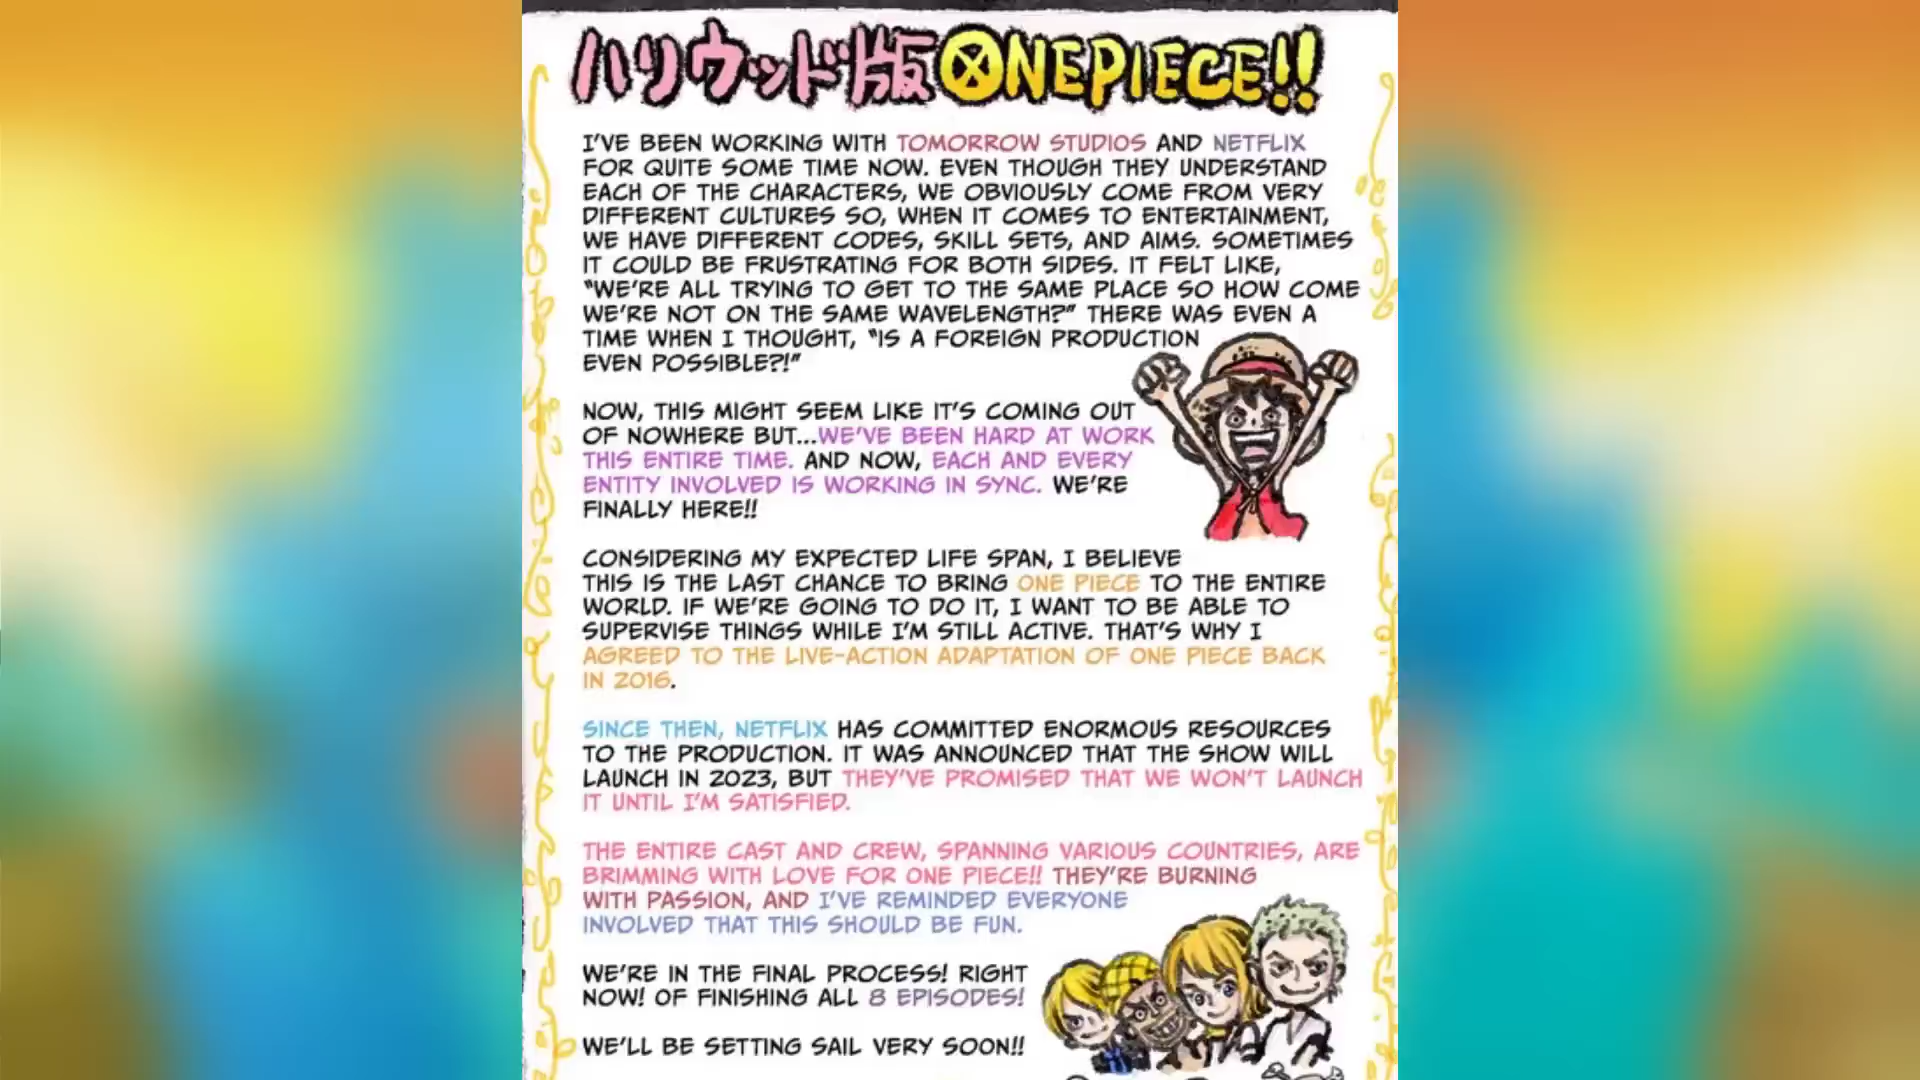 ハリウッド版 ONE PIECE!!
I'VE BEEN WORKING WITH TOMORROW STUDIOS AND NETFLIX
FOR QUITE SOME TIME NOW. EVEN THOUGH THEY UNDERSTAND
EACH OF THE CHARACTERS, WE OBVIOUSLY COME FROM VERY
DIFFERENT CULTURES SO, WHEN IT COMES TO ENTERTAINMENT,
WE HAVE DIFFERENT CODES, SKILL SETS, AND AIMS. SOMETIMES
IT COULD BE FRUSTRATING FOR BOTH SIDES. IT FELT LIKE,
"WE'RE ALL TRYING TO GET TO THE SAME PLACE SO HOW COME
WE'RE NOT ON THE SAME WAVELENGTH?" THERE WAS EVEN A
TIME WHEN I THOUGHT, "IS A FOREIGN PRODUCTION
EVEN POSSIBLE?!"
NOW, THIS MIGHT SEEM LIKE IT'S COMING OUT
OF NOWHERE BUT...WE'VE BEEN HARD AT WORK
THIS ENTIRE TIME. AND NOW, EACH AND EVERY
ENTITY INVOLVED IS WORKING IN SYNC. WE'RE
FINALLY HERE!!
CONSIDERING MY EXPECTED LIFE SPAN, I BELIEVE
THIS IS THE LAST CHANCE TO BRING ONE PIECE TO THE ENTIRE
WORLD. IF WE'RE GOING TO DO IT, I WANT TO BE ABLE TO
SUPERVISE THINGS WHILE I'M STILL ACTIVE. THAT'S WHY I
AGREED TO THE LIVE-ACTION ADAPTATION OF ONE PIECE BACK
IN 2016.
SINCE THEN, NETFLIX HAS COMMITTED ENORMOUS RESOURCES
TO THE PRODUCTION. IT WAS ANNOUNCED THAT THE SHOW WILL
LAUNCH IN 2023, BUT THEY'VE PROMISED THAT WE WON'T LAUNCH
IT UNTIL I'M SATISFIED.
THE ENTIRE CAST AND CREW, SPANNING VARIOUS COUNTRIES, ARE
BRIMMING WITH LOVE FOR ONE PIECE!! THEY'RE BURNING
WITH PASSION, AND I'VE REMINDED EVERYONE
INVOLVED THAT THIS SHOULD BE FUN.
WE'RE IN THE FINAL PROCESS! RIGHT
NOW! OF FINISHING ALL 8 EPISODES!
WE'LL BE SETTING SAIL VERY SOON!!